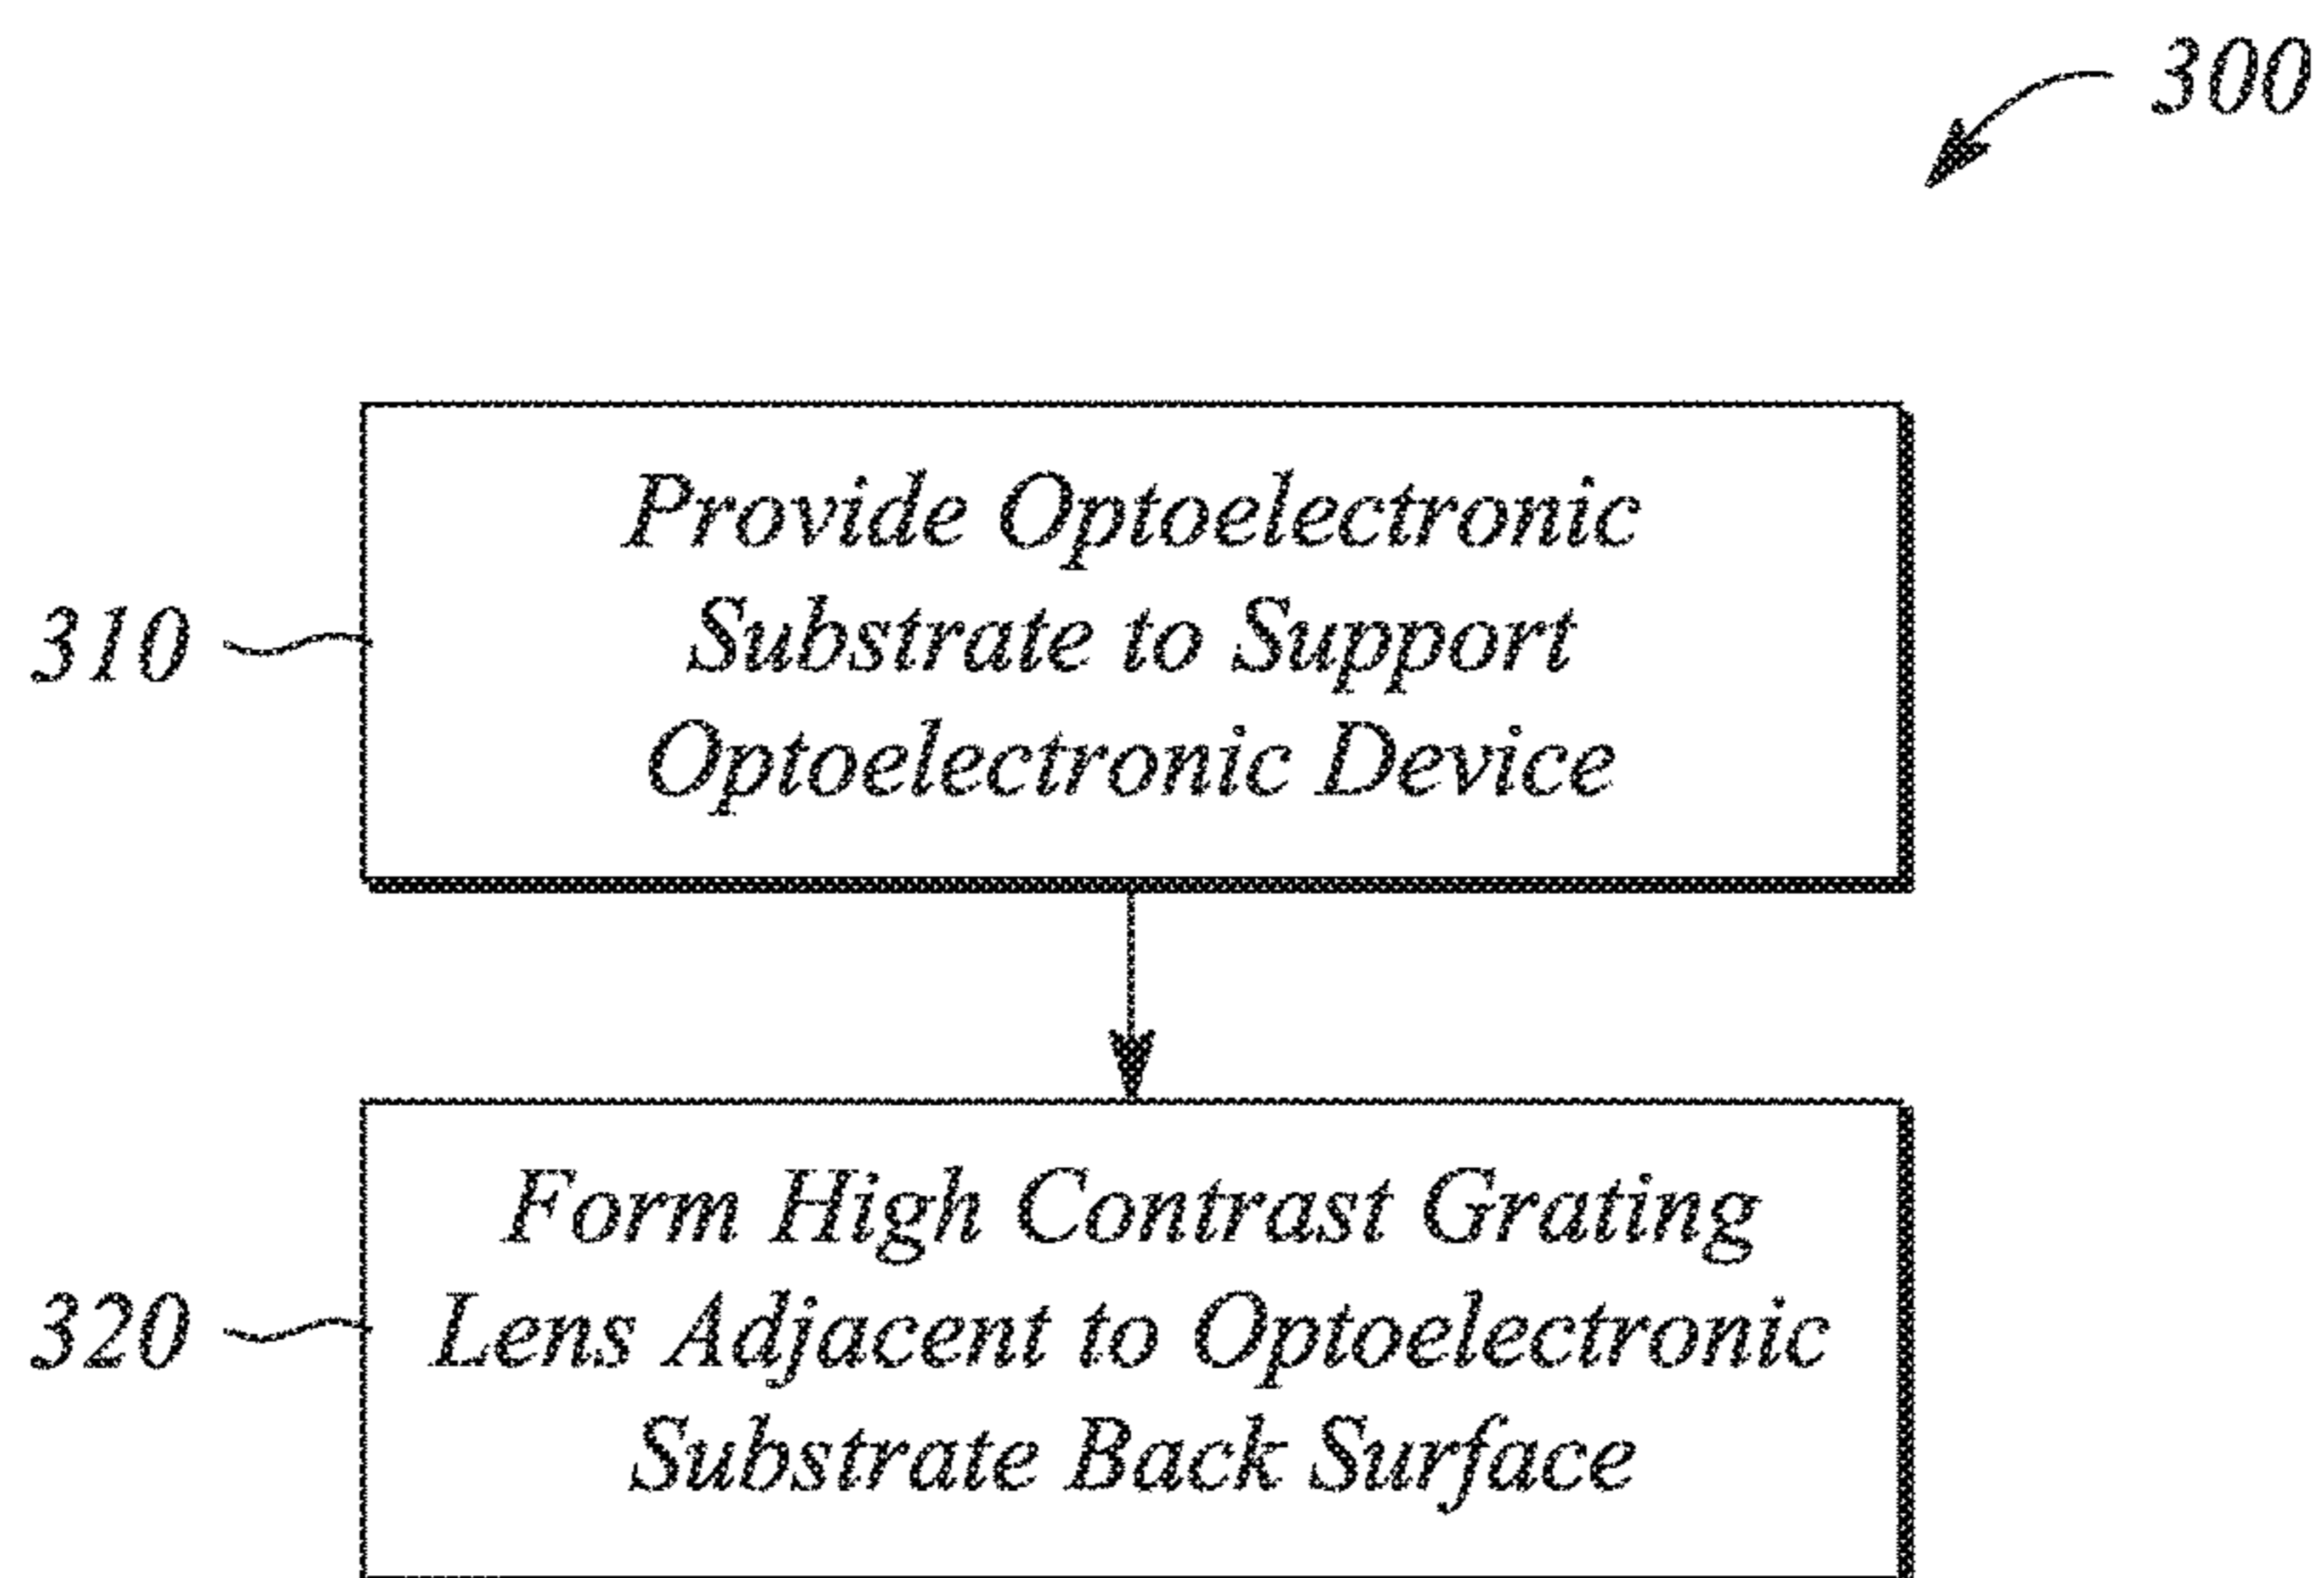 300
Provide Optoelectronic
Substrate to Support
Optoelectronic Device
310
Form High Contrast Grating
Lens Adjacent to Optoelectronic
Substrate Back Surface
320